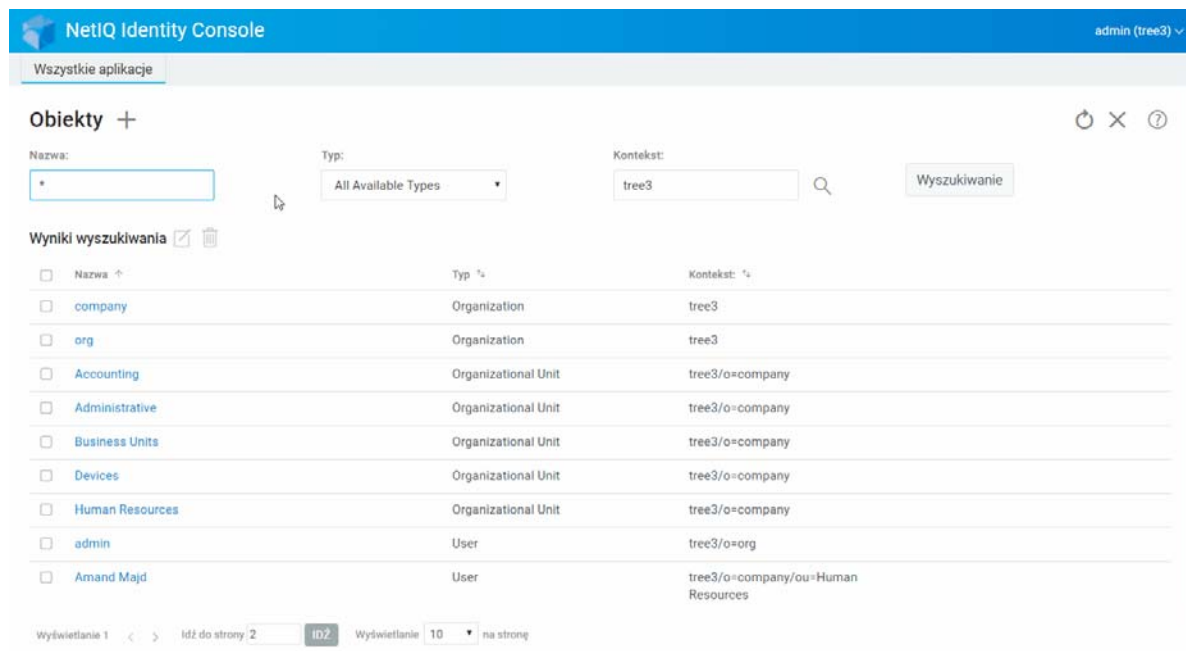 NetIQ Identity Console
admin (tree3)
Wszystkie aplikacje
Obiekty
Nazwa: Typ: Kontekst:
* All Available Types tree3 Wyszukiwanie
Wyniki wyszukiwania
Nazwa Typ Kontekst:
company Organization tree3
org Organization tree3
Accounting Organizational Unit tree3/o=company
Administrative Organizational Unit tree3/o=company
Business Units Organizational Unit tree3/o=company
Devices Organizational Unit tree3/o=company
Human Resources Organizational Unit tree3/o=company
admin User tree3/o=org
Amand Majd User tree3/o=company/ou=Human
Resources
Wyświetlanie 1 < > Idź do strony 2 IDŹ Wyświetlanie 10 na stronę